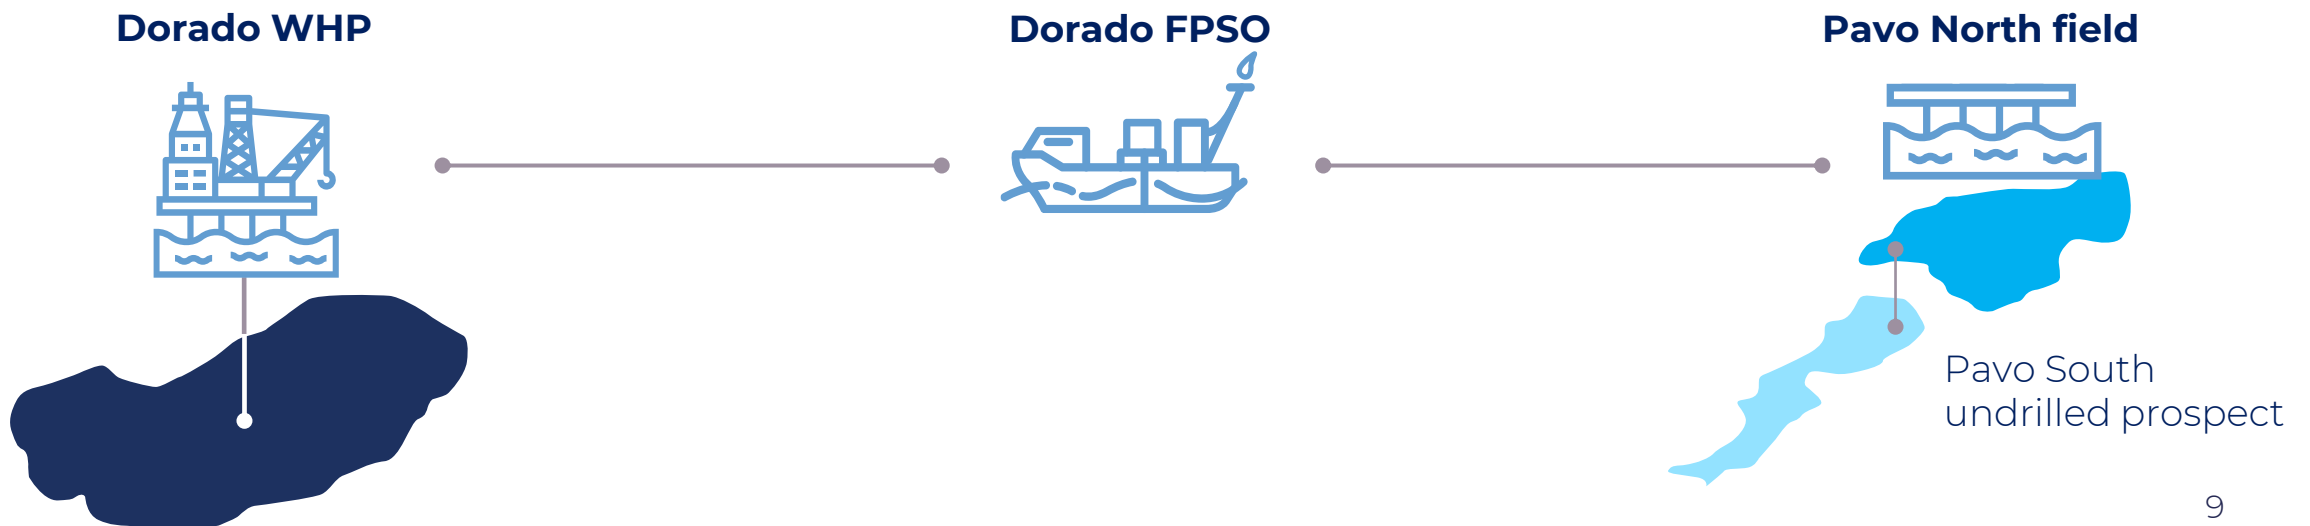 Dorado WHP
Dorado FPSO
Pavo North field
Pavo South
undrilled prospect
9